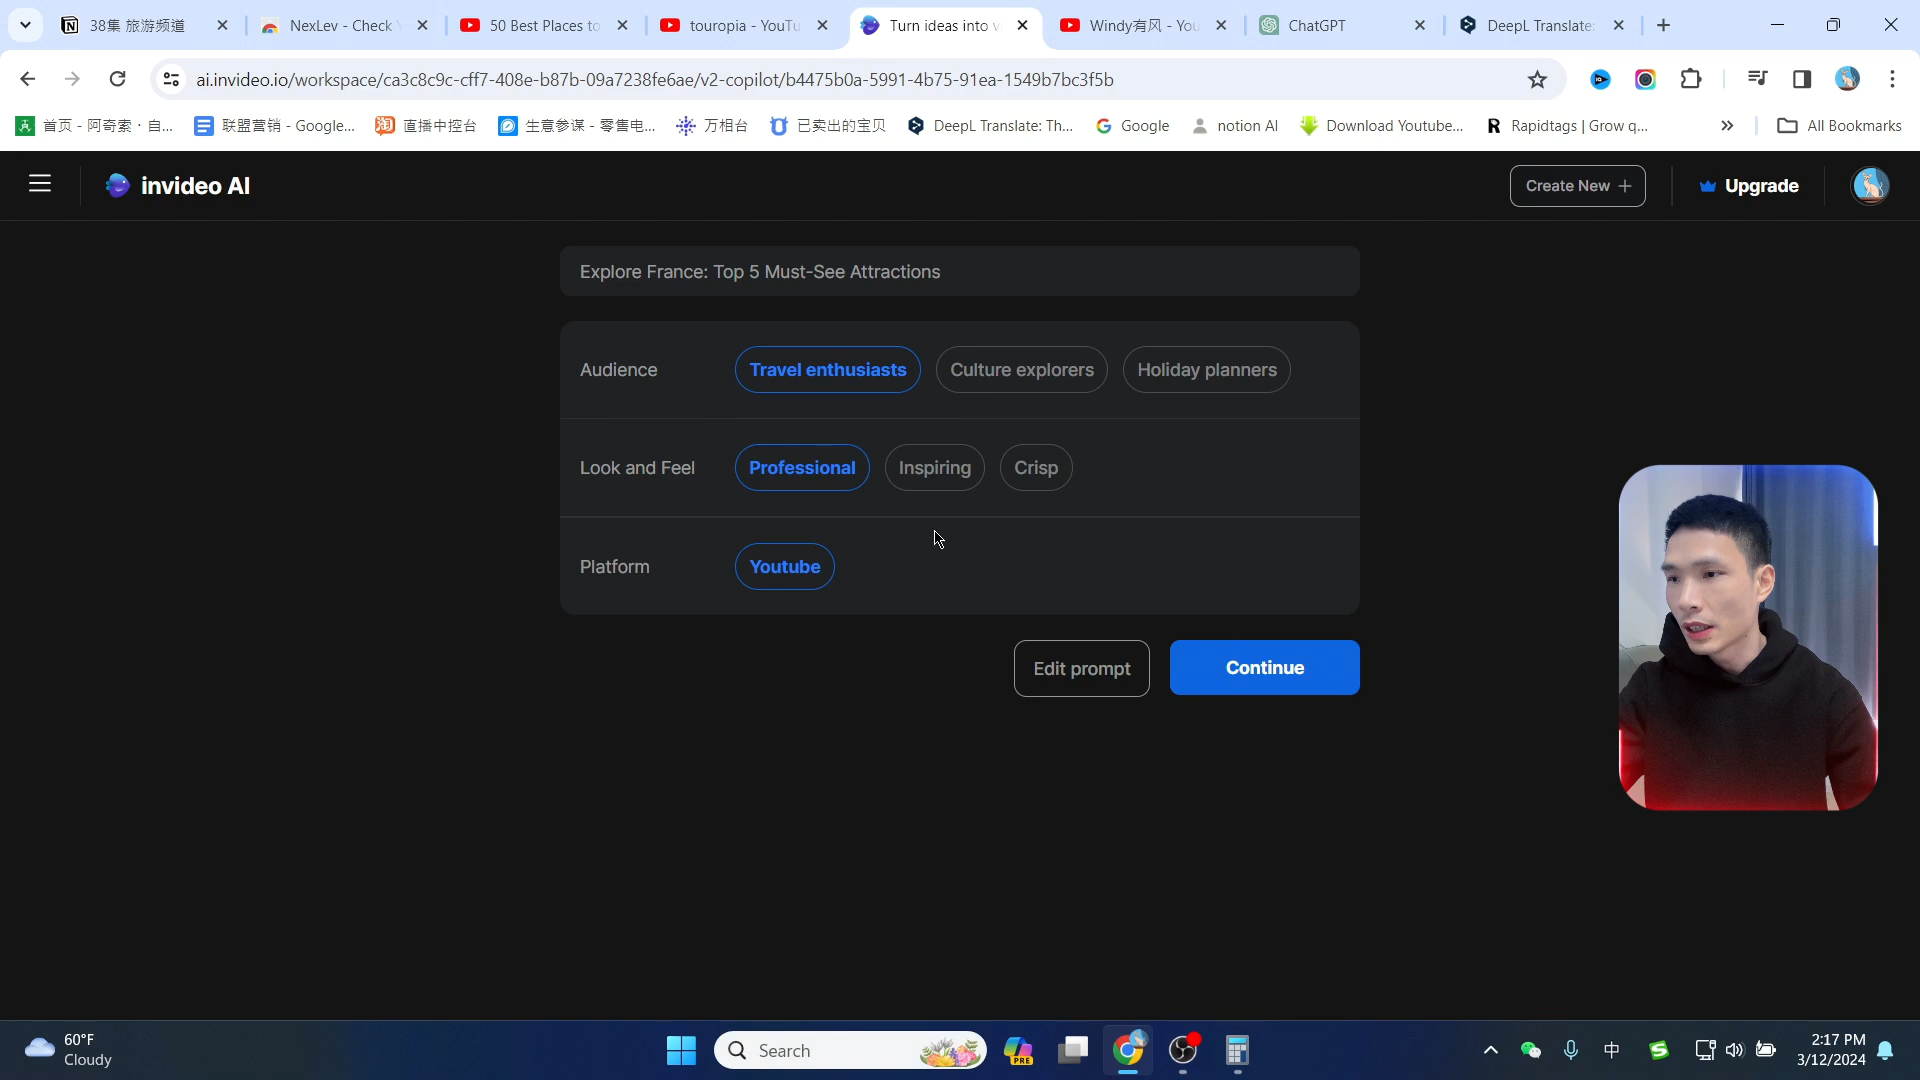 38集 旅游频道
NexLev - Check
50 Best Places to
touropia - YouTu
Turn ideas into v
Windy有风 - You
ChatGPT
DeepL Translate:
ai.invideo.io/workspace/ca3c8c9c-cff7-408e-b87b-09a7238fe6ae/v2-copilot/b4475b0a-5991-4b75-91ea-1549b7bc3f5b
首页 - 阿奇索 · 自...
联盟营销 - Google...
直播中控台
生意参谋 - 零售电...
万相台
已卖出的宝贝
DeepL Translate: Th...
Google
notion AI
Download Youtube...
Rapidtags | Grow q...
All Bookmarks
invideo AI
Create New +
Upgrade
Explore France: Top 5 Must-See Attractions
Audience
Travel enthusiasts
Culture explorers
Holiday planners
Look and Feel
Professional
Inspiring
Crisp
Platform
Youtube
Edit prompt
Continue
60°F
Cloudy
Search
PRE
中
2:17 PM
3/12/2024